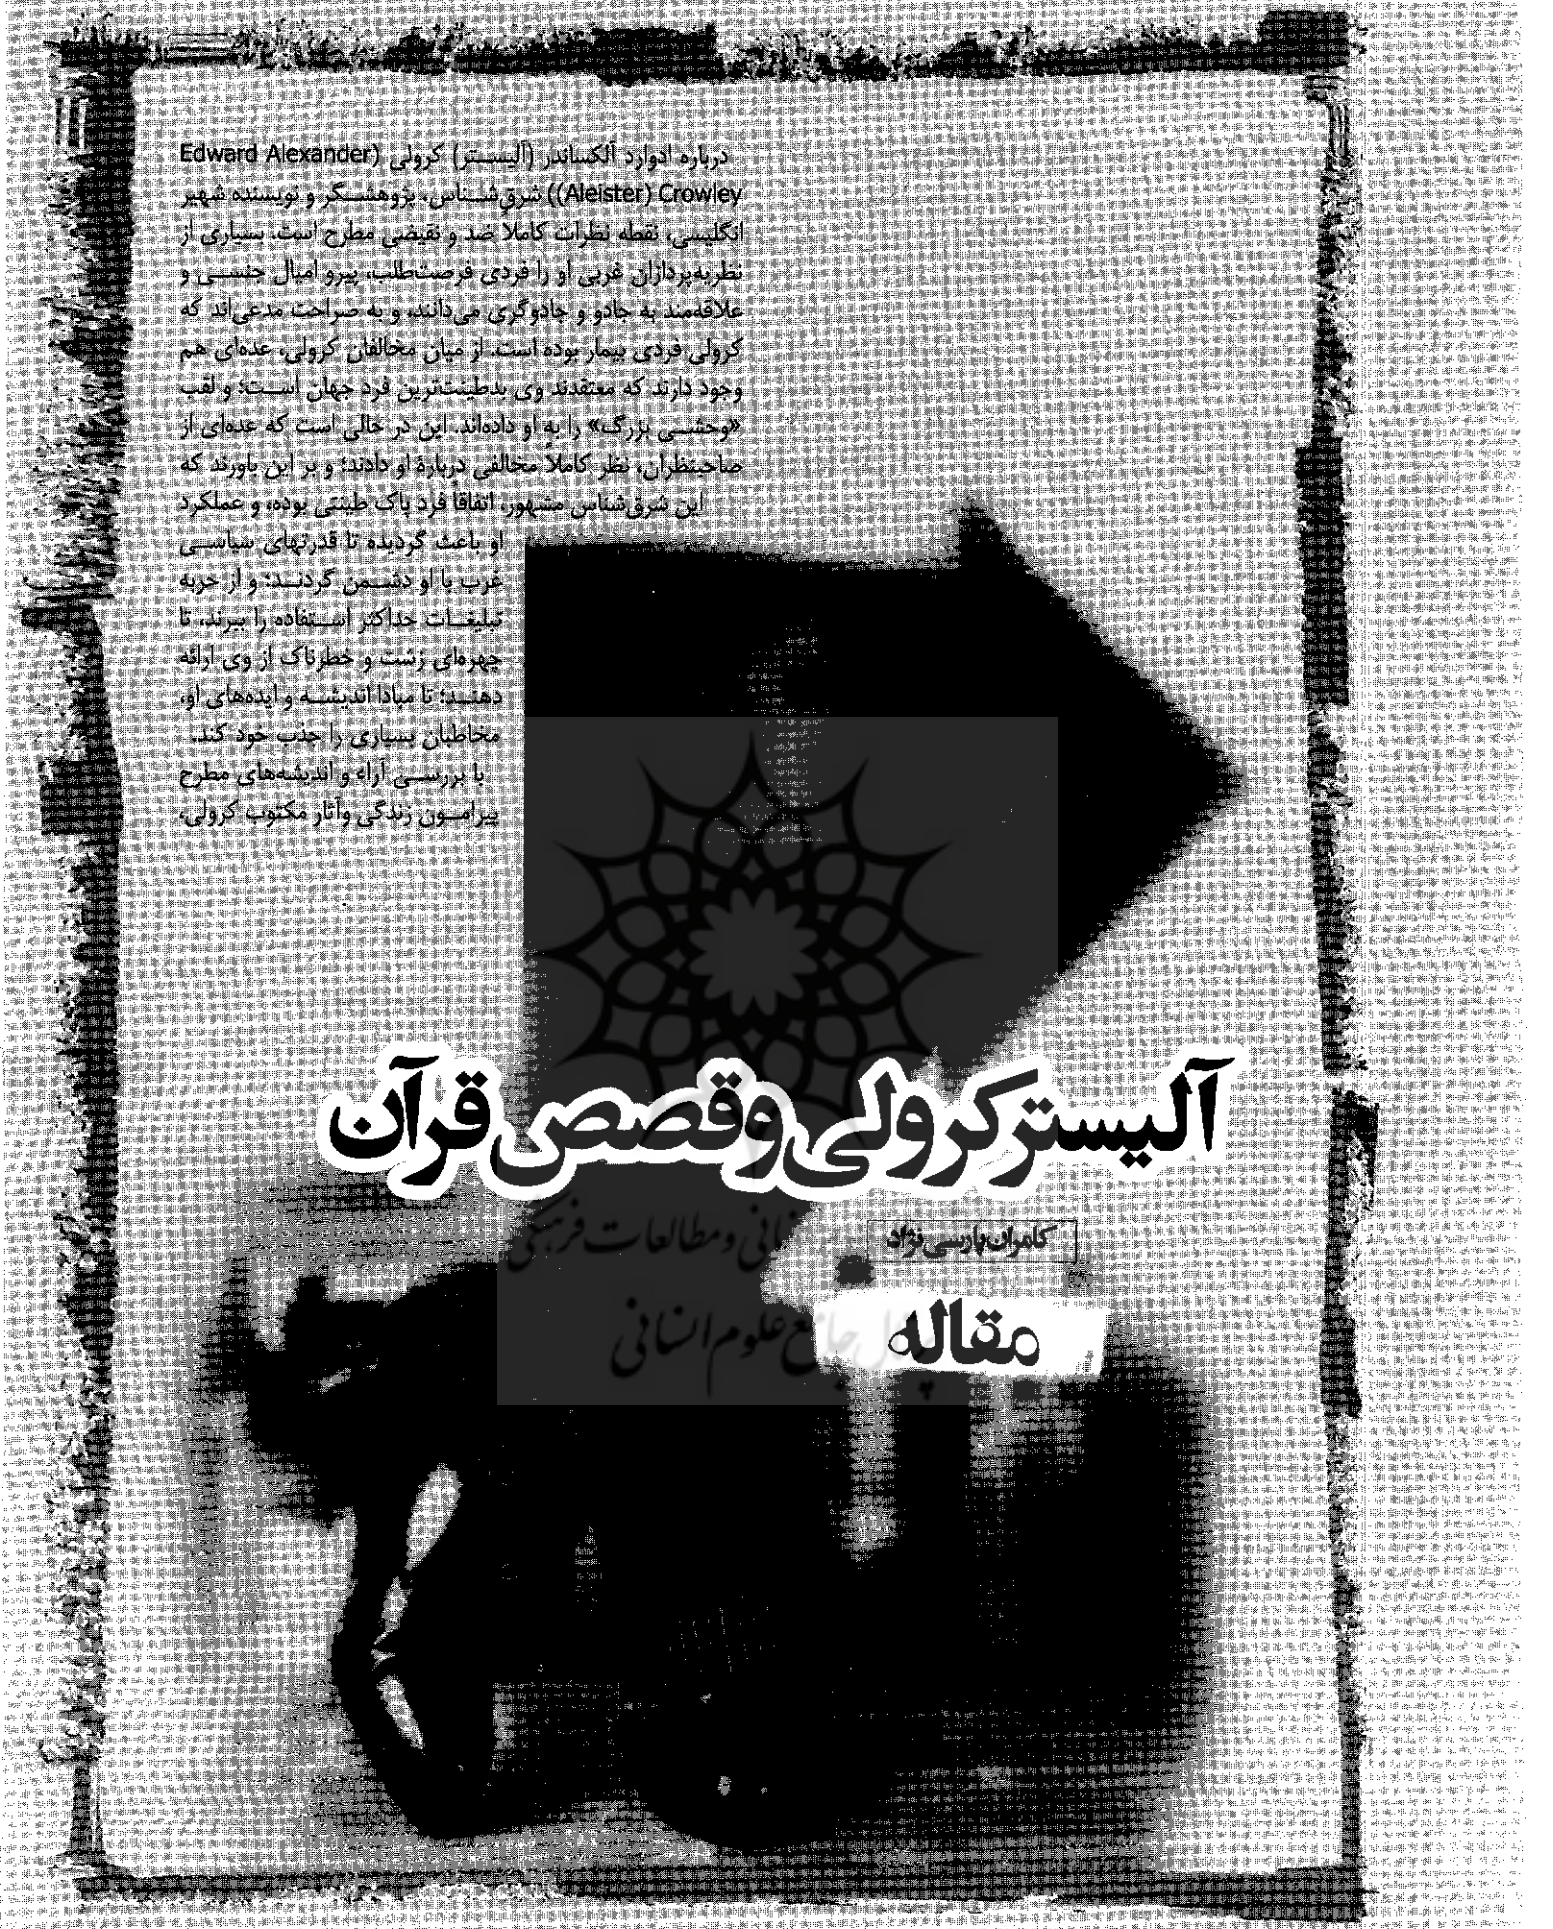 درباره ادوارد الکساندر (آلیستر) کرولی (Edward Alexander
(Aleister) Crowley)) شرق‌شناس، پژوهشگر و نویسنده شهیر
انگلیسی، نقطه نظرات کاملا ضد و نقیضی مطرح است. بسیاری از
نظریه‌پردازان غربی او را فردی فرصت‌طلب، پیرو امیال جنسی و
علاقه‌مند به جادو و جادوگری می‌دانند، و به صراحت مدعی‌اند که
کرولی فردی بیمار بوده است. از میان مخالفان کرولی، عده‌ای هم
وجود دارند که معتقدند وی بدطینت‌ترین فرد جهان است؛ و لقب
«وحشی بزرگ» را به او داده‌اند. این در حالی است که عده‌ای از
صاحبنظران، نظر کاملاً مخالفی دربارهٔ او دادند؛ و بر این باورند که
این شرق‌شناس مشهور، اتفاقا فرد پاک طینتی بوده، و عملکرد
او باعث گردیده تا قدرتهای سیاسی
غرب با او دشمن گردند؛ و از حربه
تبلیغات حداکثر استفاده را ببرند، تا
چهره‌ای زشت و خطرناک از وی ارائه
دهند؛ تا مبادا اندیشه و ایده‌های او،
مخاطبان بسیاری را جذب خود کند.
با بررسی آراء و اندیشه‌های مطرح
پیرامون زندگی وآثار مکتوب کرولی،
آلیستر کرولی و قصص قرآن
کامران پارسی نژاد
مقاله
ومطالعات فرهنگی
جامع علوم انسانی